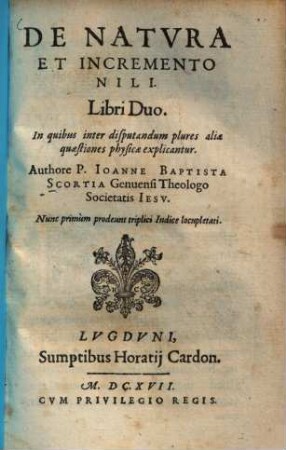 DE NATVRA
ET INCREMENTO
NILI.
Libri Duo.
In quibus inter disputandum plures aliæ
quæstiones physicæ explicantur.
Authore P. IOANNE BAPTISTA
SCORTIA Genuensi Theologo
Societatis IESV.
Nunc primùm prodeunt triplici Indice locupletati.
LVGDVNI,
Sumptibus Horatij Cardon.
M. DCXVII.
CVM PRIVILEGIO REGIS.